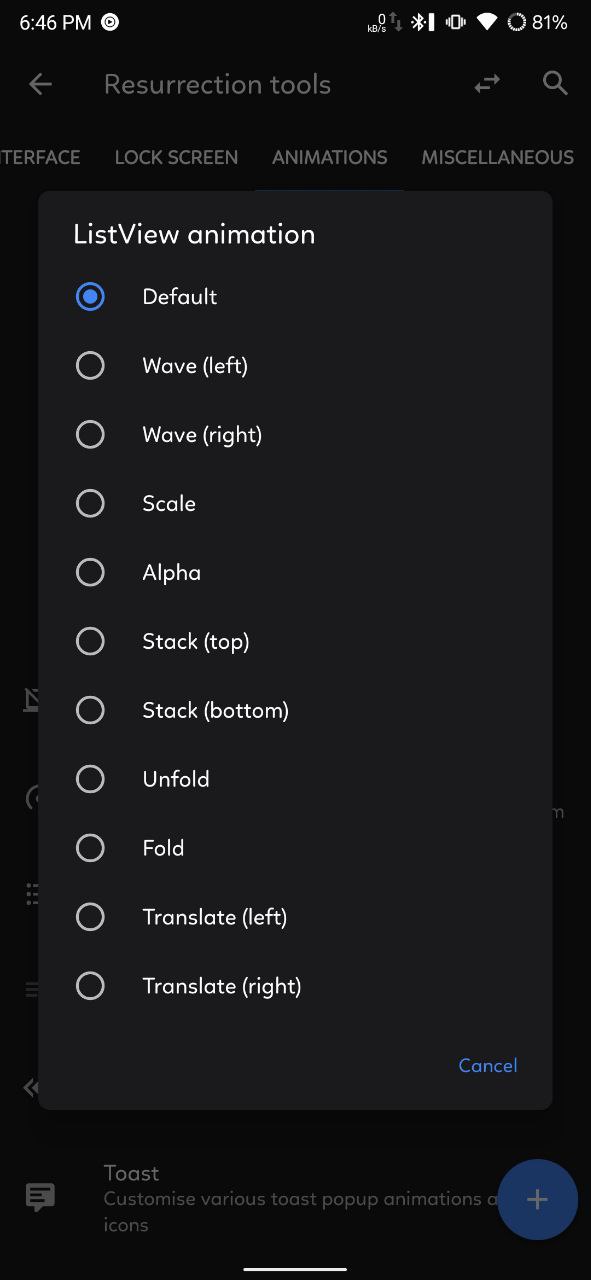 6:46 PM
0
kB/s
81%
Resurrection tools
TERFACE LOCK SCREEN ANIMATIONS MISCELLANEOUS
ListView animation
Default
Wave (left)
Wave (right)
Scale
Alpha
Stack (top)
Stack (bottom)
Unfold
m
Fold
Translate (left)
Translate (right)
Cancel
Toast
Customise various toast popup animations a
icons